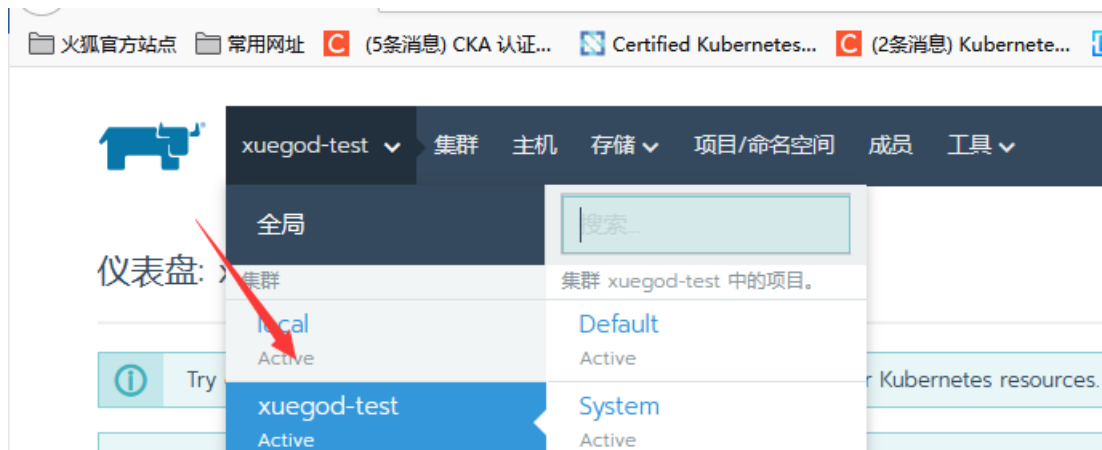 火狐官方站点 常用网址 C (5条消息) CKA 认证... Certified Kubernetes... C (2条消息) Kubernete...
xuegod-test 集群 主机 存储 项目/命名空间 成员 工具
全局 搜索...
仪表盘:
集群 集群 xuegod-test 中的项目。
local Default
Active Active
Try r Kubernetes resources.
xuegod-test System
Active Active